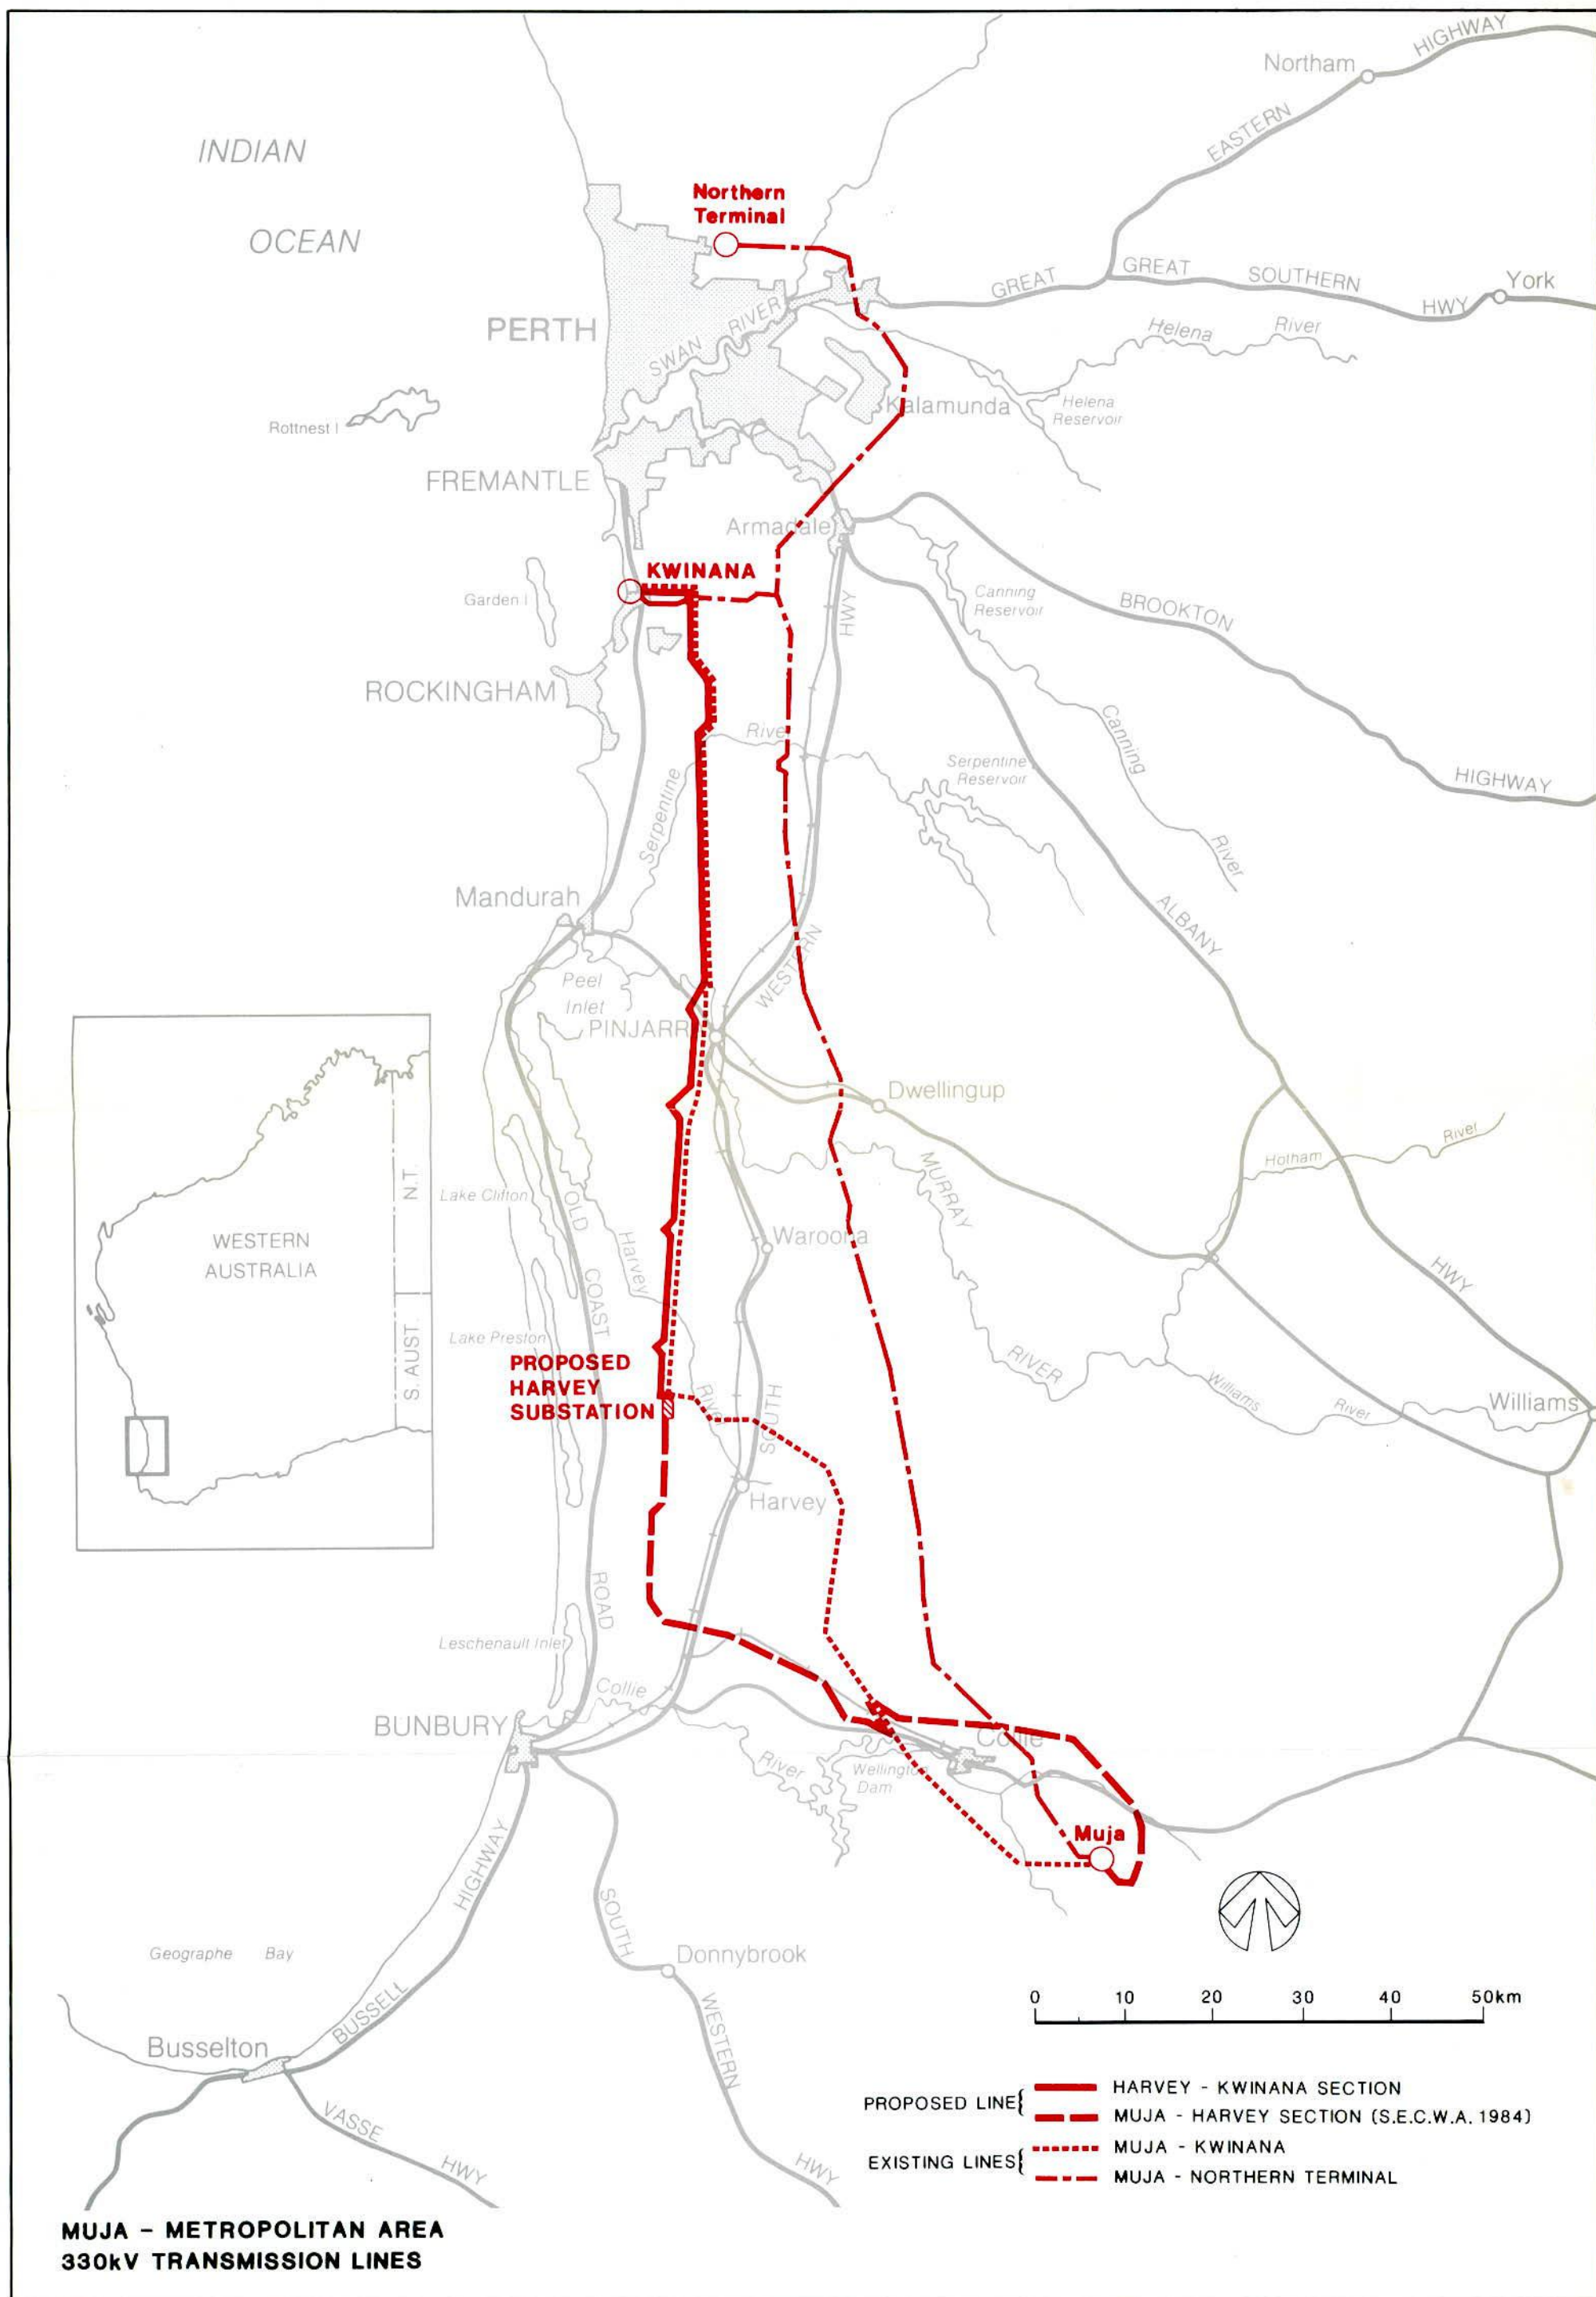 HIGHWAY
Northam
EASTERN
INDIAN
OCEAN
Northern
Terminal
GREAT
GREAT
SOUTHERN
HWY
York
PERTH
SWAN
RIVER
Helena
River
Kalamunda
Helena
Reservoir
Rottnest I
FREMANTLE
Armadale
KWINANA
Garden I
HWY
Canning
Reservoir
BROOKTON
ROCKINGHAM
River
Canning
Serpentine
Reservoir
HIGHWAY
Serpentine
River
Mandurah
ALBANY
WESTERN
Peel
Inlet
PINJARR
Dwellingup
River
Hotham
MURRAY
N.T.
Lake Clifton
OLD
Harvey
Waroona
WESTERN
AUSTRALIA
COAST
HWY
S. AUST.
Lake Preston
RIVER
PROPOSED
HARVEY
SUBSTATION
River
SOUTH
Williams
River
Williams
Harvey
ROAD
Leschenault Inlet
Collie
BUNBURY
Collie
River
Wellington
Dam
Muja
HIGHWAY
SOUTH
Geographe Bay
Donnybrook
BUSSELL
WESTERN
Busselton
0 10 20 30 40 50km
VASSE
HWY
HWY
PROPOSED LINE{
HARVEY - KWINANA SECTION
MUJA - HARVEY SECTION (S.E.C.W.A. 1984)
EXISTING LINES{
MUJA - KWINANA
MUJA - NORTHERN TERMINAL
MUJA - METROPOLITAN AREA
330kV TRANSMISSION LINES